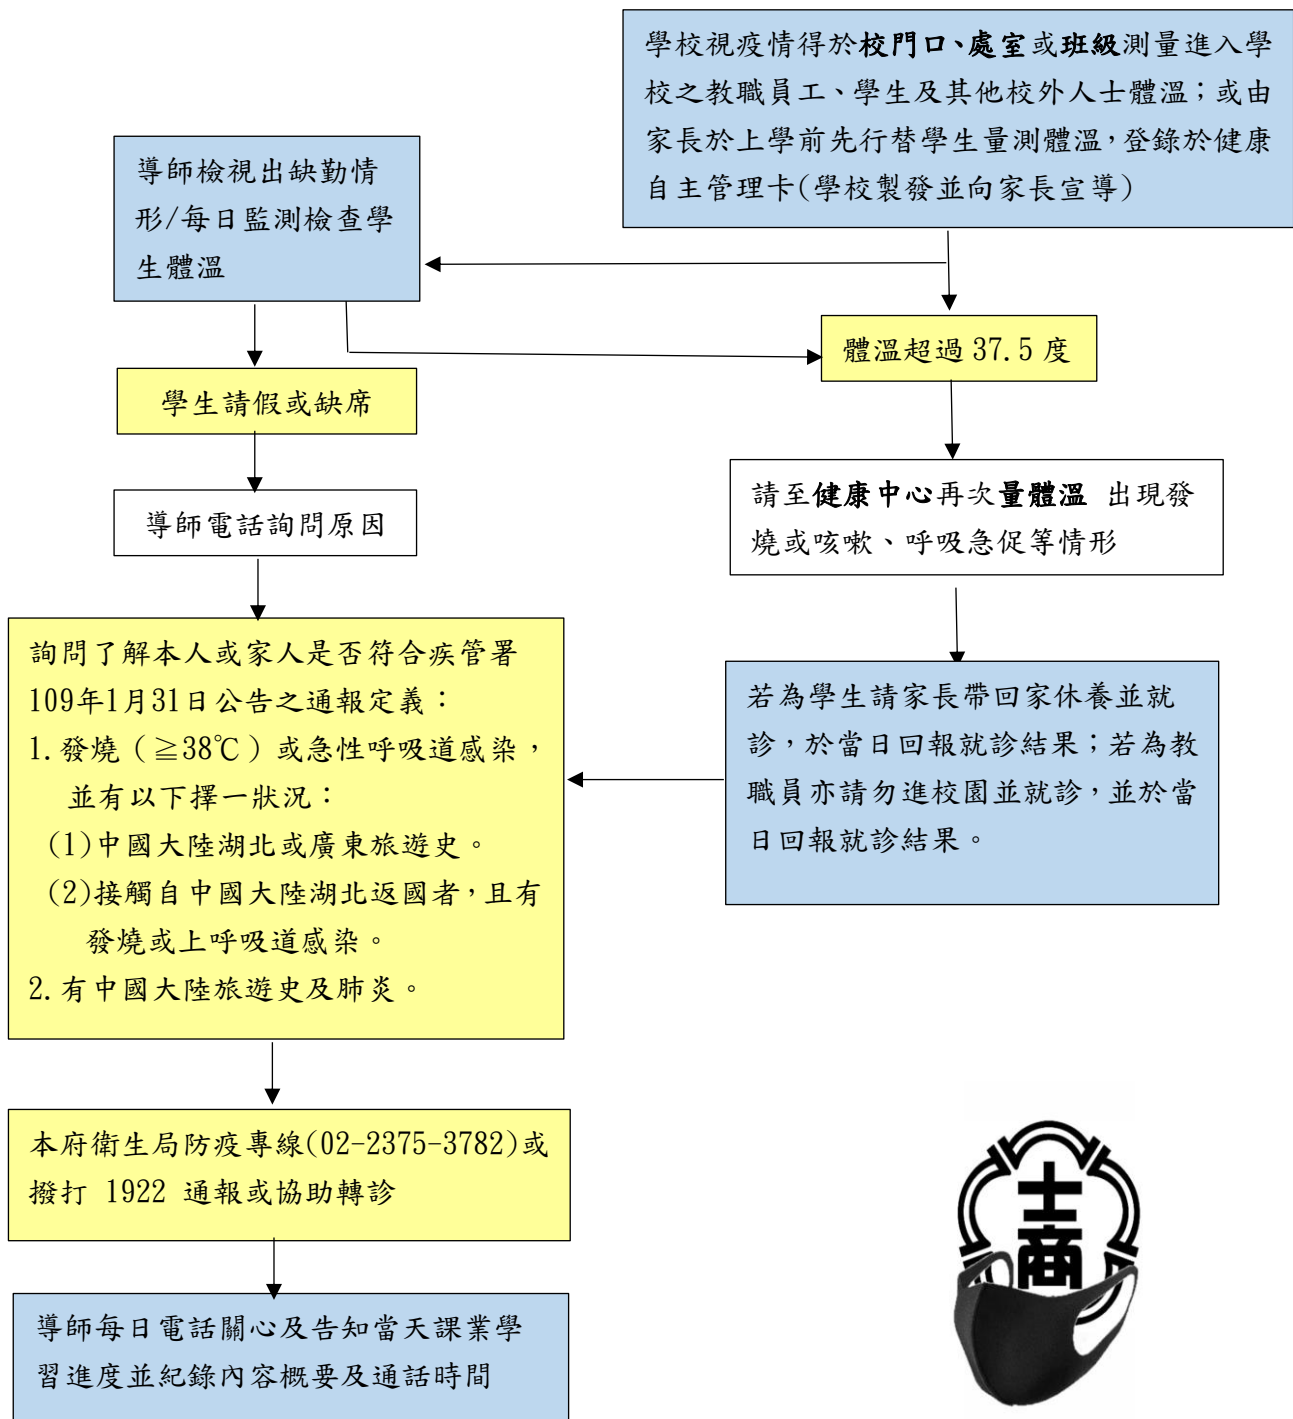 學校視疫情得於校門口、處室或班級測量進入學
校之教職員工、學生及其他校外人士體溫；或由
家長於上學前先行替學生量測體溫，登錄於健康
自主管理卡(學校製發並向家長宣導)
導師檢視出缺勤情
形/每日監測檢查學
生體溫
體溫超過 37.5 度
學生請假或缺席
請至健康中心再次量體溫 出現發
燒或咳嗽、呼吸急促等情形
導師電話詢問原因
詢問了解本人或家人是否符合疾管署
109年1月31日公告之通報定義：
1. 發燒（≧38℃）或急性呼吸道感染，
並有以下擇一狀況：
(1)中國大陸湖北或廣東旅遊史。
(2)接觸自中國大陸湖北返國者，且有
發燒或上呼吸道感染。
2. 有中國大陸旅遊史及肺炎。
若為學生請家長帶回家休養並就
診，於當日回報就診結果；若為教
職員亦請勿進校園並就診，並於當
日回報就診結果。
本府衛生局防疫專線(02-2375-3782)或
撥打 1922 通報或協助轉診
導師每日電話關心及告知當天課業學
習進度並紀錄內容概要及通話時間
士
商